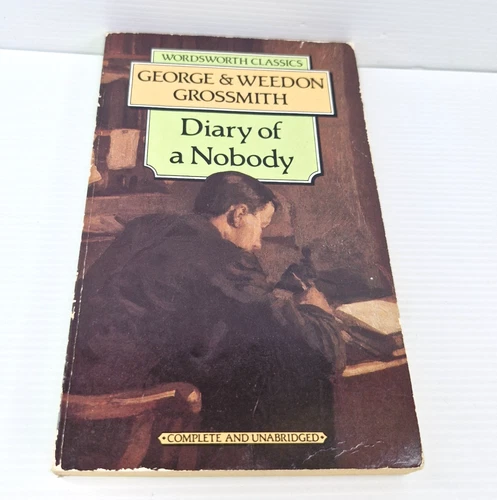 WORDSWORTH CLASSICS
GEORGE & WEEDON
GROSSMITH
Diary of
a Nobody
• COMPLETE AND UNABRIDGED •